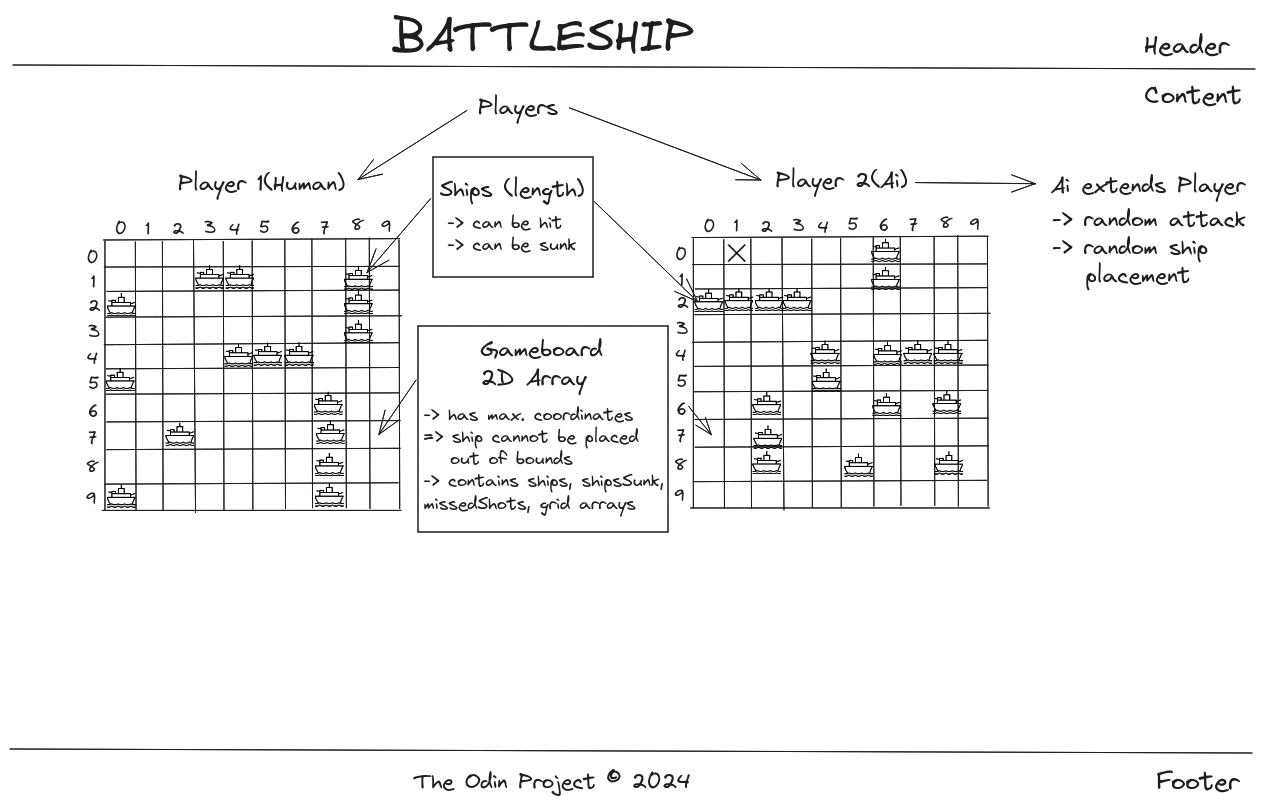 BATTLESHIP
Header
Content
Players
Player 1(Human)
Ships (length)
-> can be hit
-> can be sunk
Player 2(Ai)
Ai extends Player
-> random attack
-> random ship
placement
0 1 2 3 4 5 6 7 8 9
0
1
2
3
4
5
6
7
8
9
Gameboard
2D Array
-> has max. coordinates
=> ship cannot be placed
out of bounds
-> contains ships, shipsSunk,
missedShots, grid arrays
0 1 2 3 4 5 6 7 8 9
0
1
2
3
4
5
6
7
8
9
The Odin Project © 2024
Footer